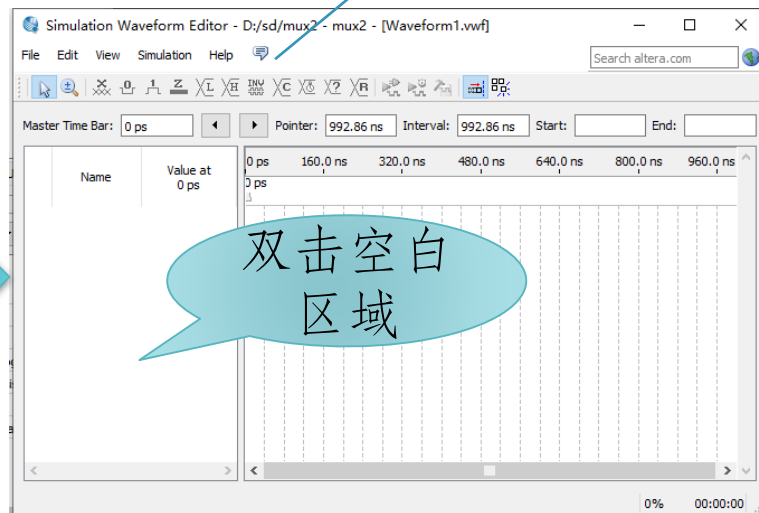 Simulation Waveform Editor - D:/sd/mux2 - mux2 - [Waveform1.vwf]
File Edit View Simulation Help
Search altera.com
Master Time Bar: 0 ps Pointer: 992.86 ns Interval: 992.86 ns Start: End:
Name
Value at
0 ps
0 ps 160.0 ns 320.0 ns 480.0 ns 640.0 ns 800.0 ns 960.0 ns
0 ps
双击空白
区域
0% 00:00:00